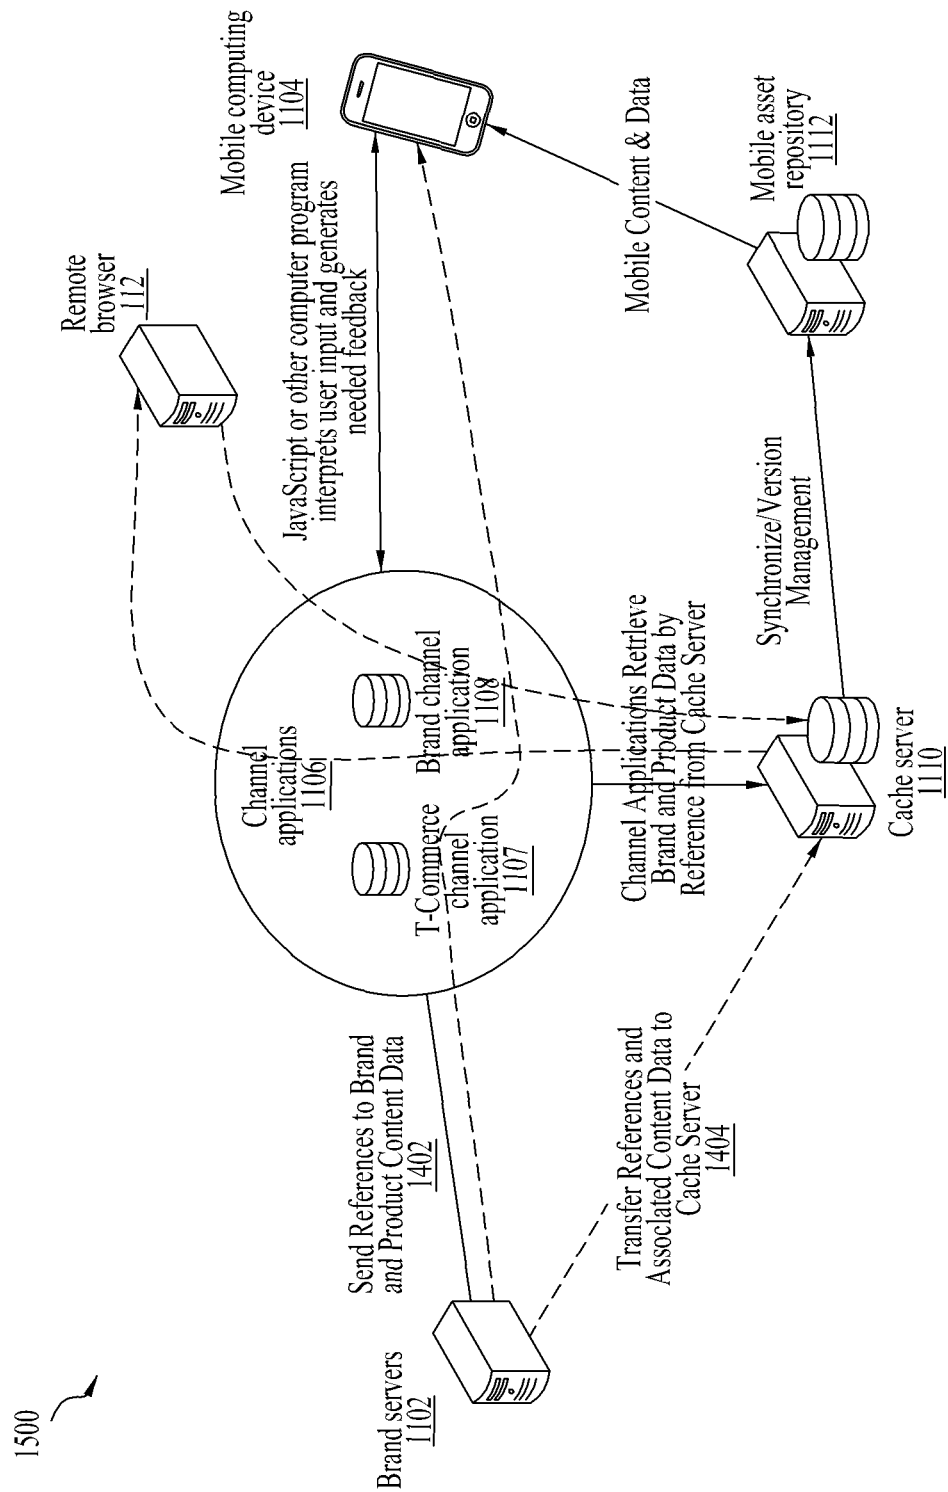 1500
Brand servers
1102
Send References to Brand
and Product Content Data
1402
Transfer References and
Assoclated Content Data to
Cache Server
1404
Channel
applications
1106
T-Commerce
channel
application
1107
Brand channel
application
1108
Channel Applications Retrleve
Brand and Product Data by
Reference from Cache Server
Cache server
1110
Remote
browser
112
JavaScript or other computer program
interprets user input and generates
needed feedback
Mobile computing
device
1104
Synchronize/Version
Management
Mobile Content & Data
Mobile asset
repository
1112